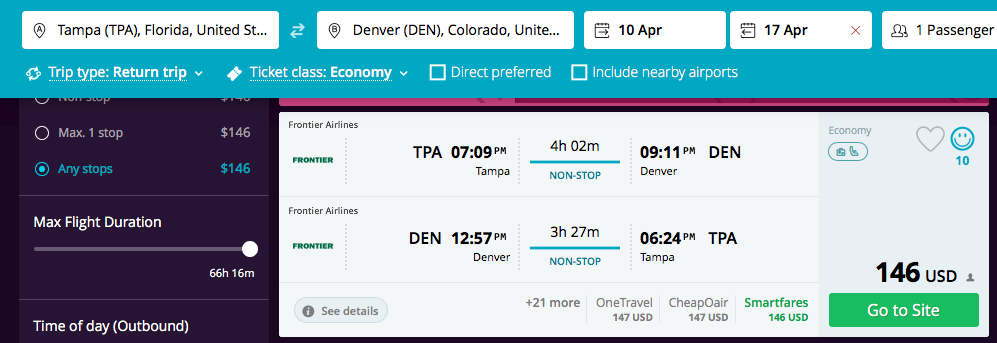 A Tampa (TPA), Florida, United St...
B Denver (DEN), Colorado, Unite...
10 Apr
17 Apr
1 Passenger
Trip type: Return trip
Ticket class: Economy
Direct preferred
Include nearby airports
Non-stop $146
Max. 1 stop $146
Any stops $146
Max Flight Duration
66h 16m
Time of day (Outbound)
Frontier Airlines
FRONTIER
TPA 07:09 PM
Tampa
4h 02m
NON-STOP
09:11 PM DEN
Denver
Frontier Airlines
FRONTIER
DEN 12:57 PM
Denver
3h 27m
NON-STOP
06:24 PM TPA
Tampa
See details
+21 more
OneTravel
147 USD
CheapOair
147 USD
Smartfares
146 USD
Economy
10
146 USD
Go to Site